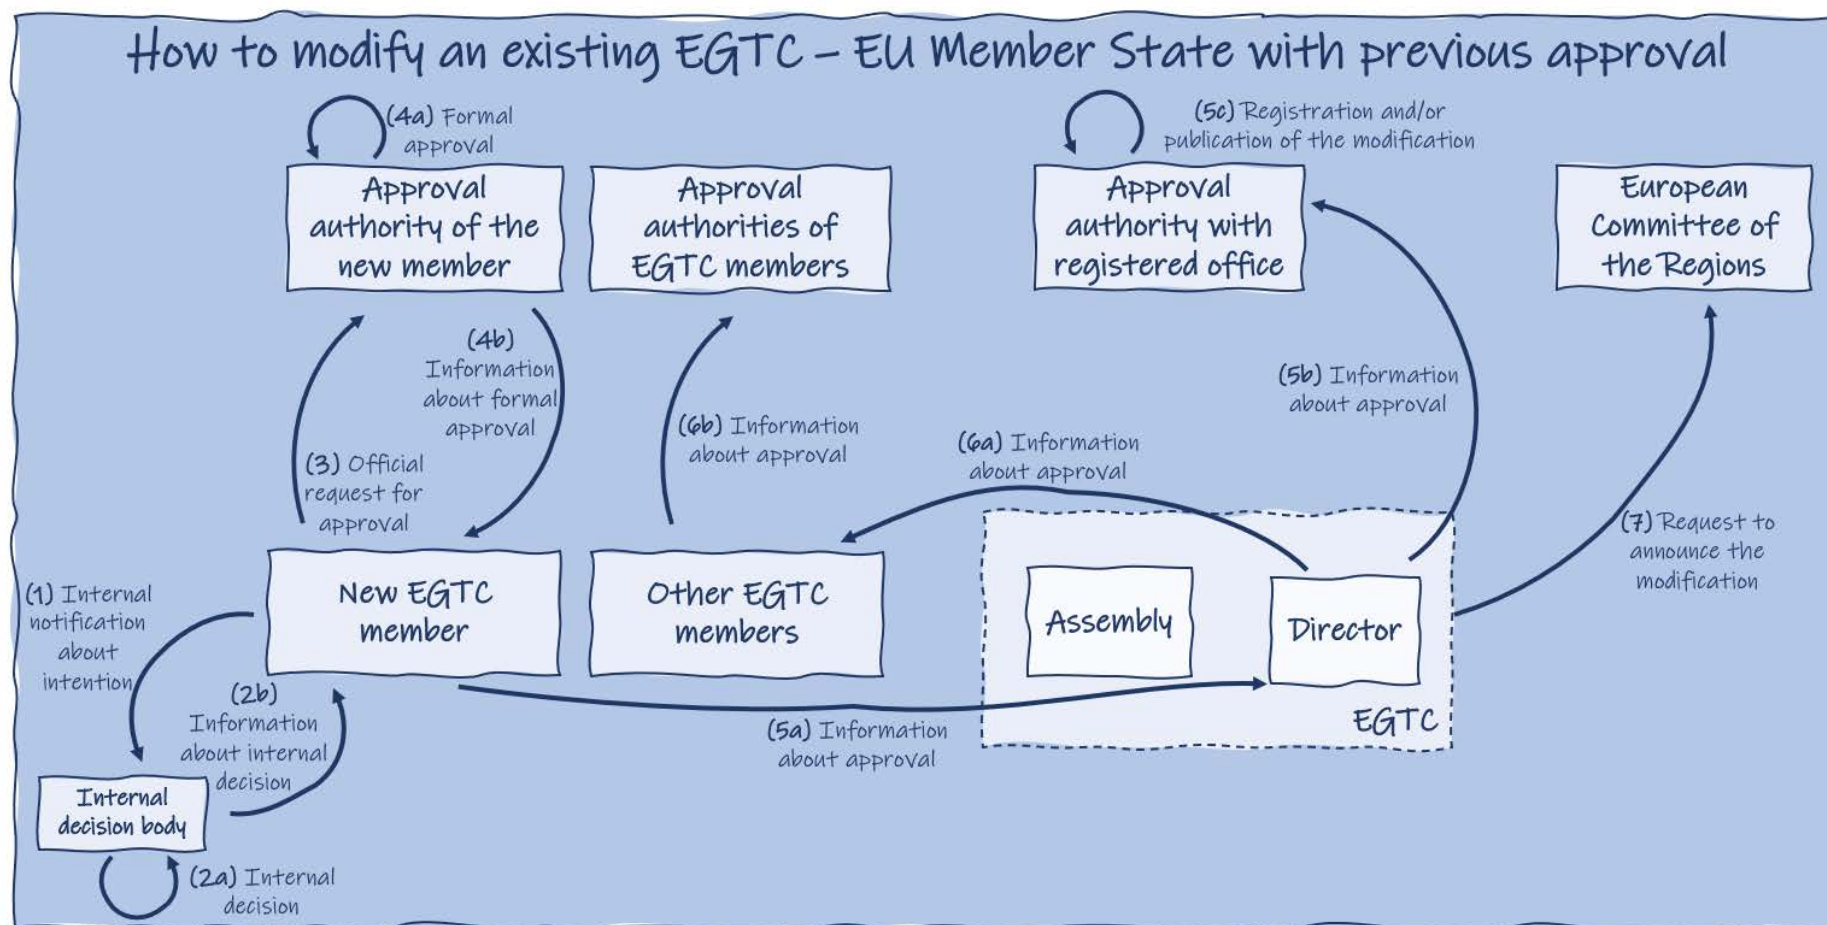 How to modify an existing EGTC – EU Member State with previous approval
(4a) Formal
approval
(5c) Registration and/or
publication of the modification
Approval
authority of the
new member
Approval
authorities of
EGTC members
Approval
authority with
registered office
European
Committee of
the Regions
(4b)
Information
about formal
approval
(3) Official
request for
approval
(6b) Information
about approval
(6a) Information
about approval
(5b) Information
about approval
(7) Request to
announce the
modification
(1) Internal
notification
about
intention
New EGTC
member
Other EGTC
members
Assembly
Director
EGTC
(2b)
Information
about internal
decision
(5a) Information
about approval
Internal
decision body
(2a) Internal
decision